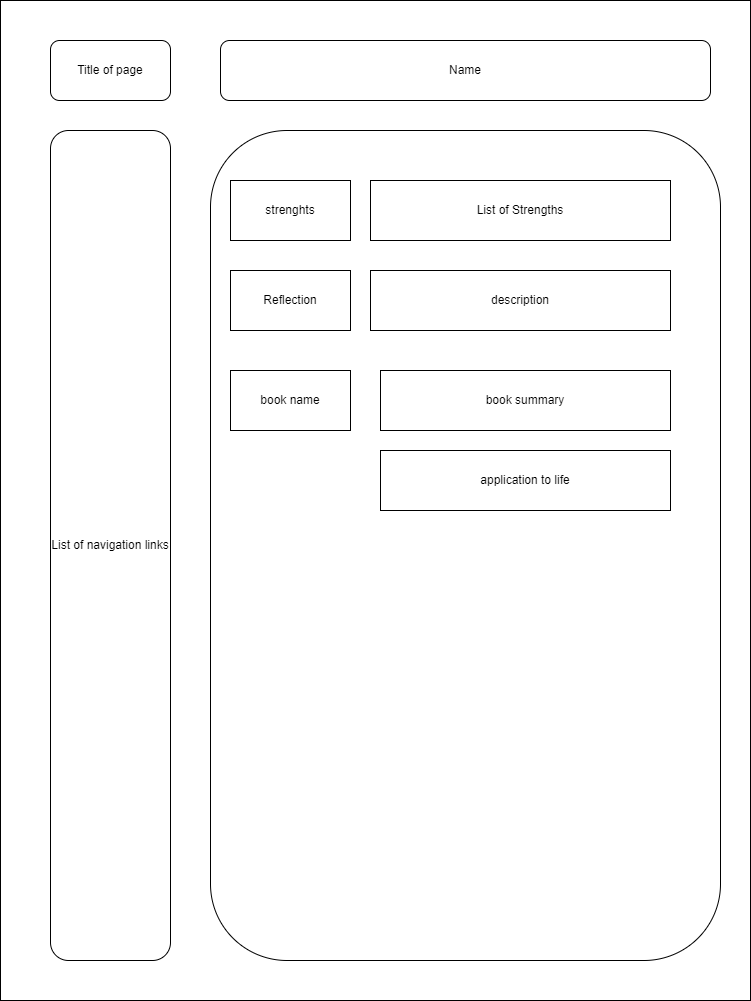 Title of page
Name
strenghts
List of Strengths
Reflection
description
book name
book summary
application to life
List of navigation links